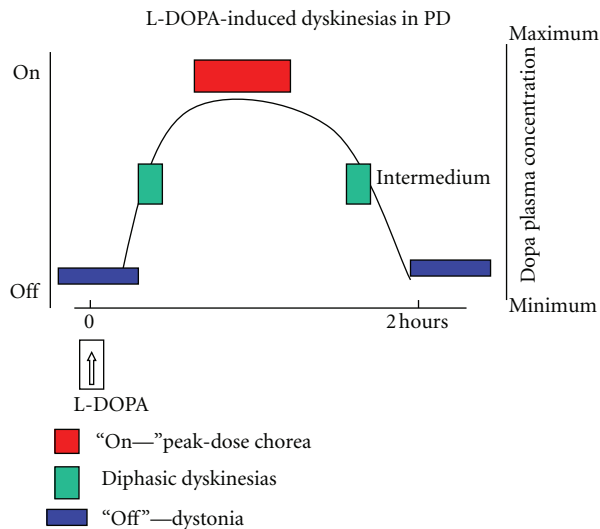 L-DOPA-induced dyskinesias in PD
Maximum
On
Dopa plasma concentration
Intermedium
Off
Minimum
0
2 hours
L-DOPA
“On—”peak-dose chorea
Diphasic dyskinesias
“Off”—dystonia